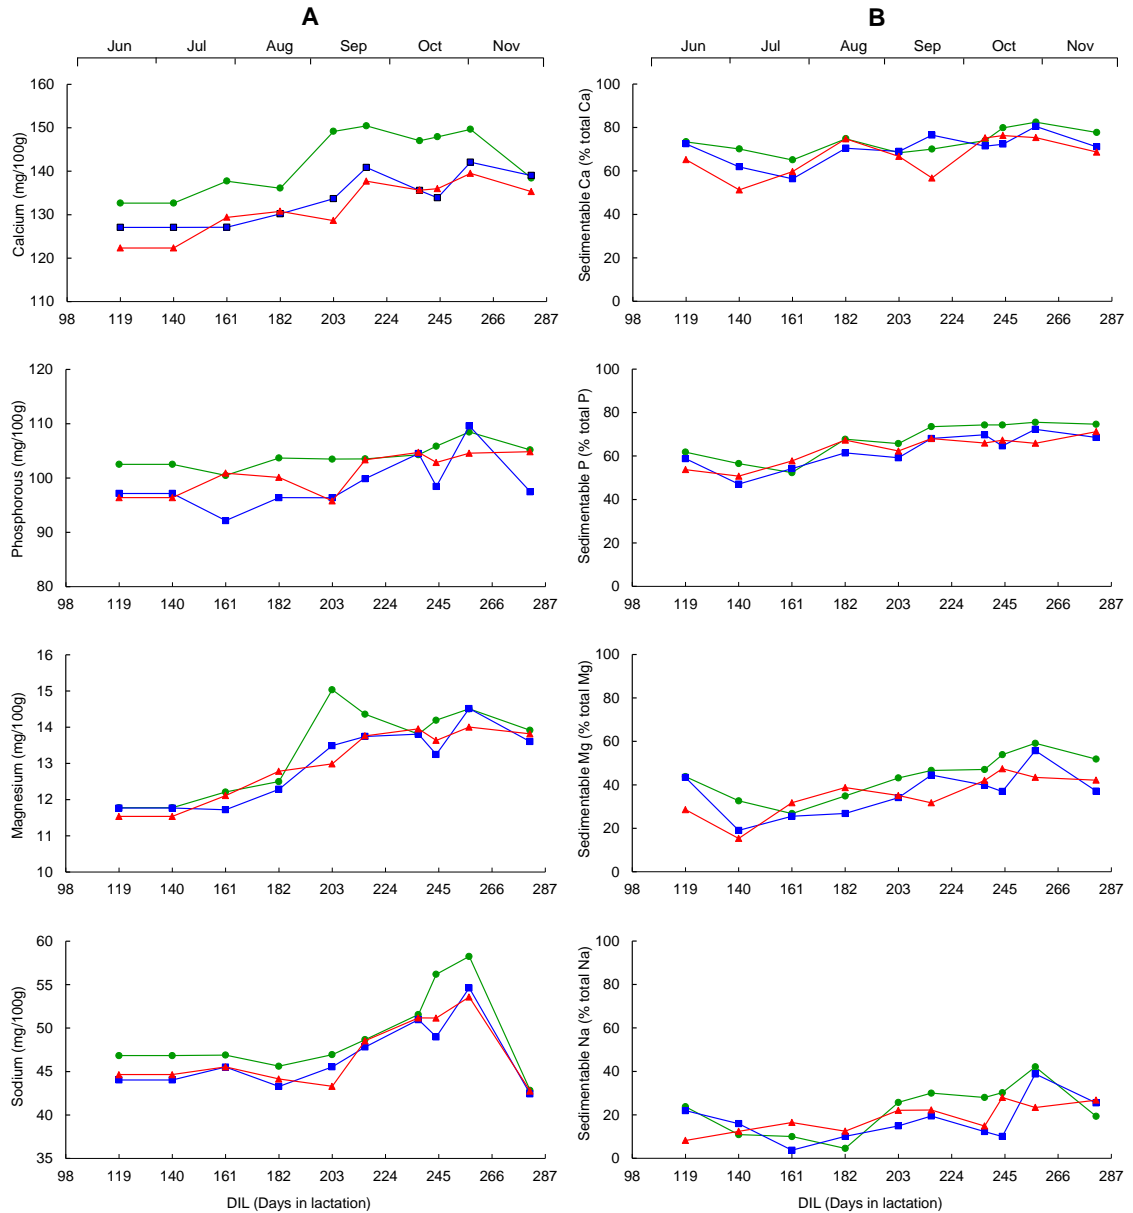 A
B
Jun Jul Aug Sep Oct Nov
Jun Jul Aug Sep Oct Nov
Calcium (mg/100g)
160
150
140
130
120
110
98 119 140 161 182 203 224 245 266 287
Sedimentable Ca (% total Ca)
100
80
60
40
20
0
98 119 140 161 182 203 224 245 266 287
Phosphorous (mg/100g)
120
110
100
90
80
98 119 140 161 182 203 224 245 266 287
Sedimentable P (% total P)
100
80
60
40
20
0
98 119 140 161 182 203 224 245 266 287
Magnesium (mg/100g)
16
15
14
13
12
11
10
98 119 140 161 182 203 224 245 266 287
Sedimentable Mg (% total Mg)
100
80
60
40
20
0
98 119 140 161 182 203 224 245 266 287
Sodium (mg/100g)
60
55
50
45
40
35
98 119 140 161 182 203 224 245 266 287
DIL (Days in lactation)
Sedimentable Na (% total Na)
100
80
60
40
20
0
98 119 140 161 182 203 224 245 266 287
DIL (Days in lactation)